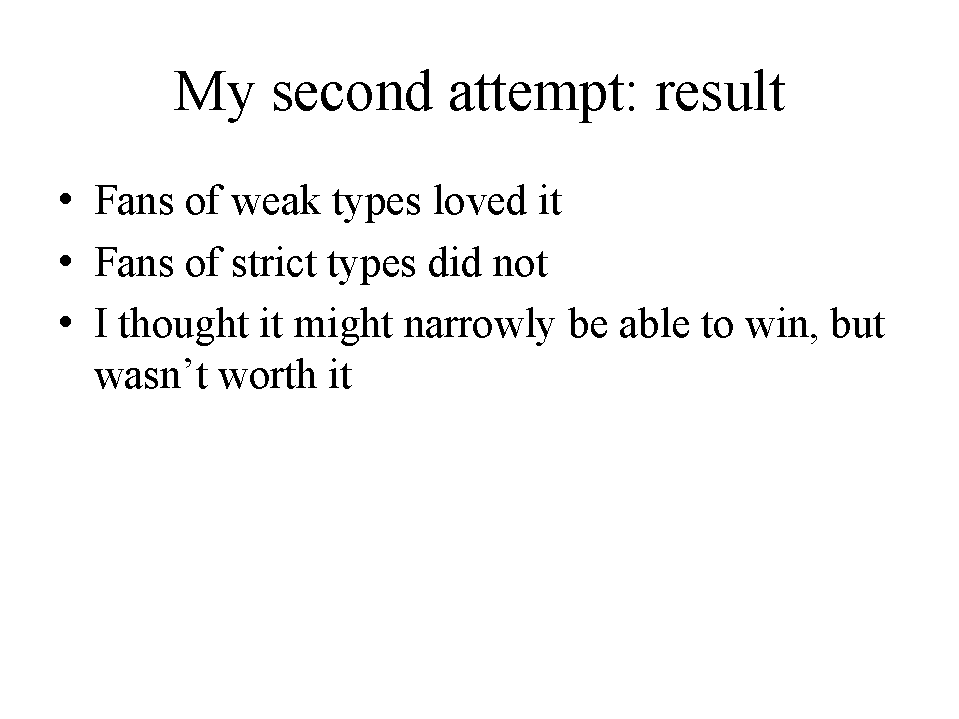 My second attempt: result
• Fans of weak types loved it
• Fans of strict types did not
• I thought it might narrowly be able to win, but
wasn’t worth it